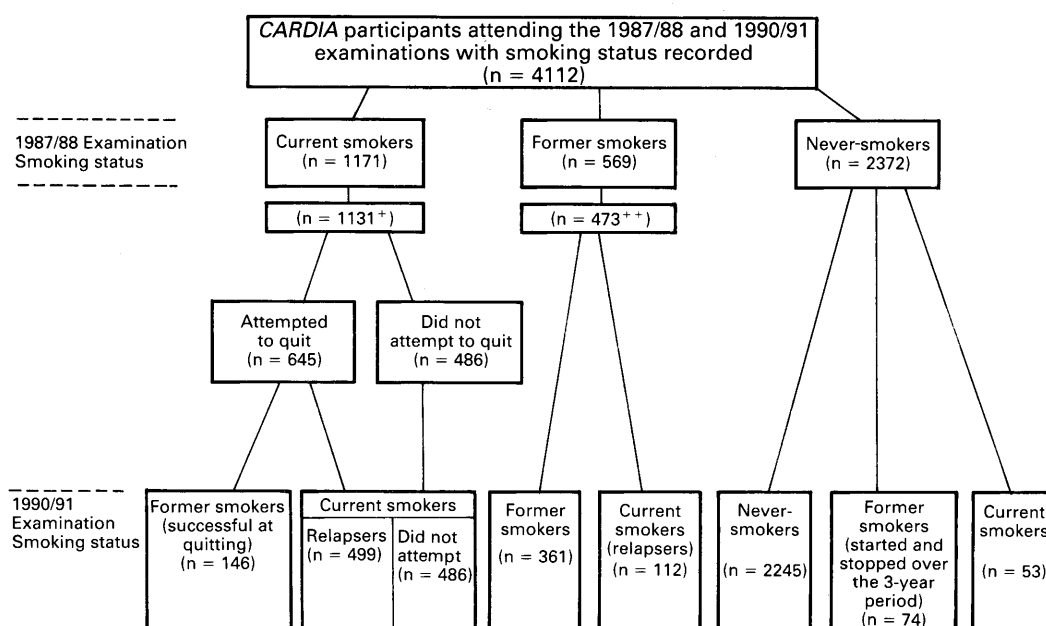 CARDIA participants attending the 1987/88 and 1990/91
examinations with smoking status recorded
(n = 4112)
1987/88 Examination
Smoking status
Current smokers
(n = 1171)
Former smokers
(n = 569)
Never-smokers
(n = 2372)
(n = 1131+)
(n = 473++)
Attempted
to quit
(n = 645)
Did not
attempt to quit
(n = 486)
1990/91
Examination
Smoking status
Former smokers
(successful at
quitting)
(n = 146)
Current smokers
Relapsers
(n = 499)
Did not
attempt
(n = 486)
Former
smokers
(n = 361)
Current
smokers
(relapsers)
(n = 112)
Never-
smokers
(n = 2245)
Former
smokers
(started and
stopped over
the 3-year
period)
(n = 74)
Current
smokers
(n = 53)